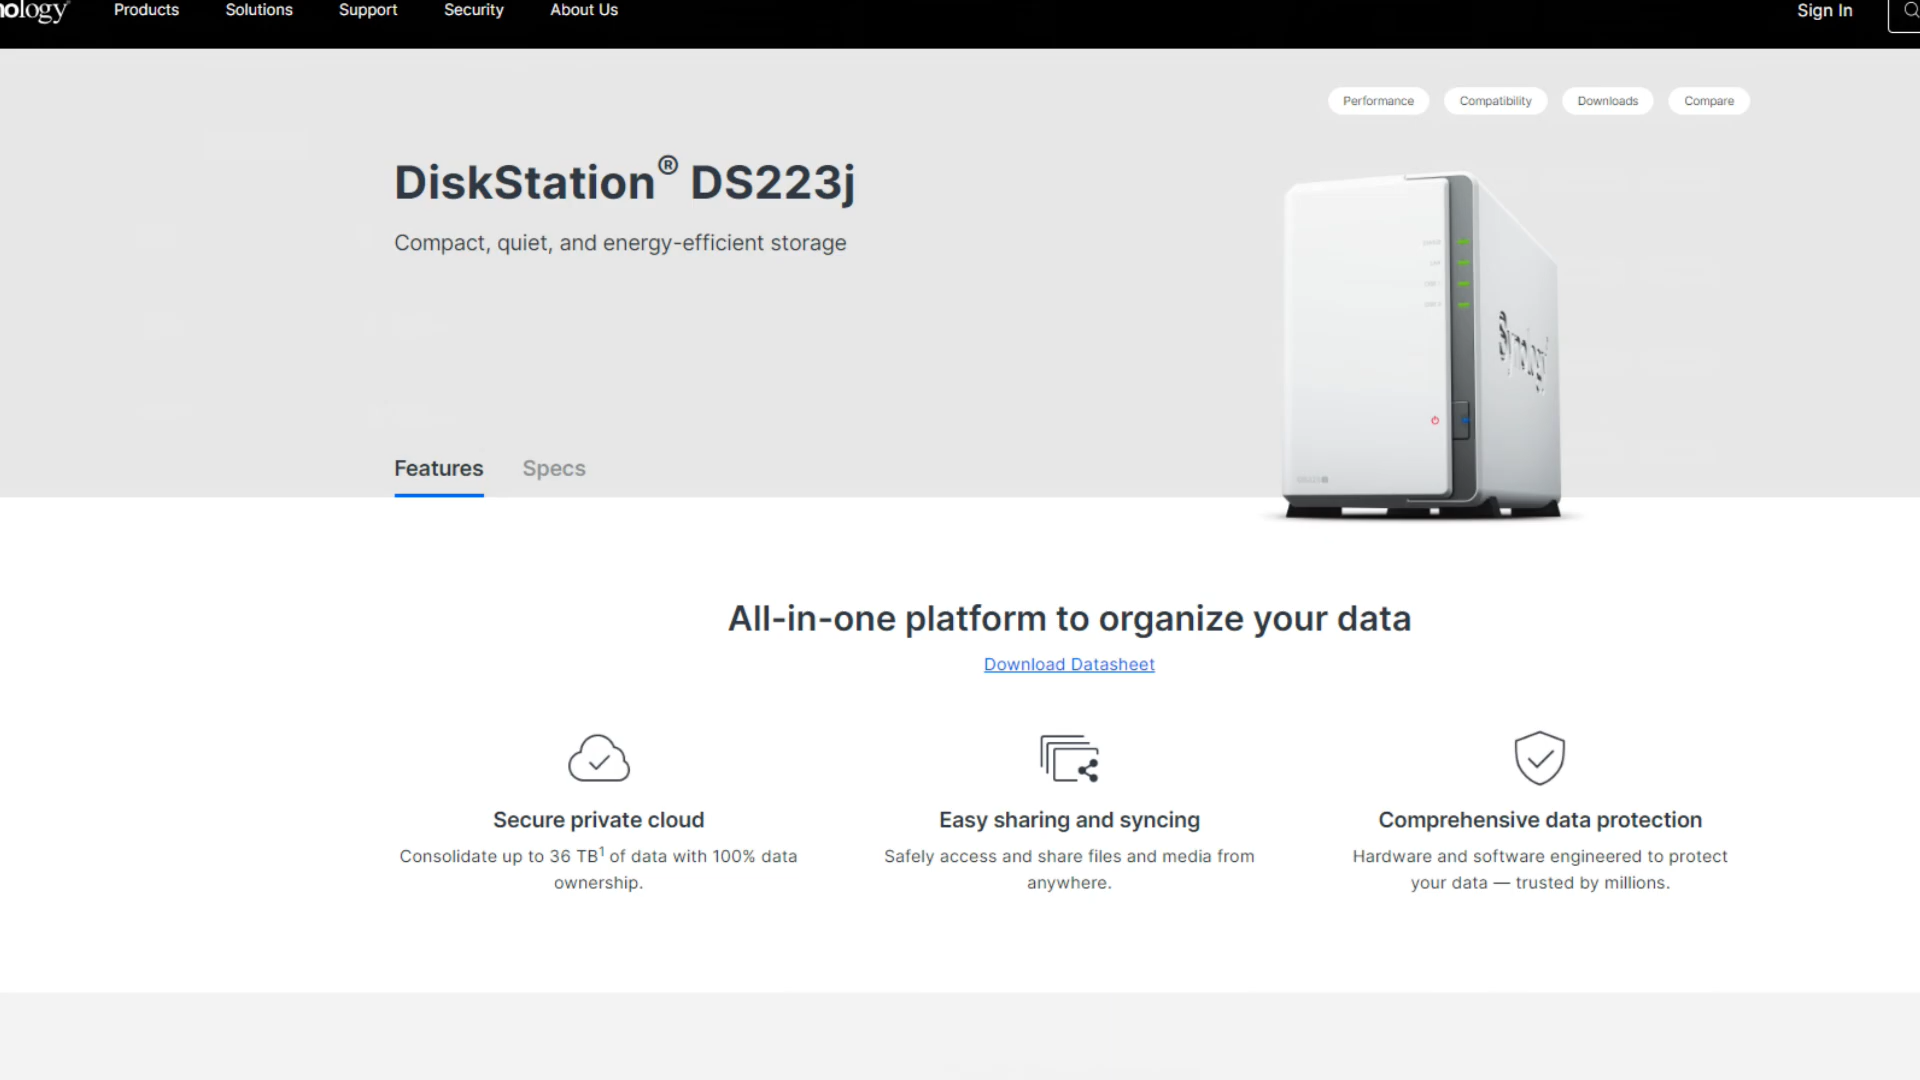 nology
Products Solutions Support Security About Us Sign In
Performance Compatibility Downloads Compare
DiskStation® DS223j
Compact, quiet, and energy-efficient storage
Synology
Features Specs
All-in-one platform to organize your data
Download Datasheet
Secure private cloud
Consolidate up to 36 TB¹ of data with 100% data
ownership.
Easy sharing and syncing
Safely access and share files and media from
anywhere.
Comprehensive data protection
Hardware and software engineered to protect
your data — trusted by millions.